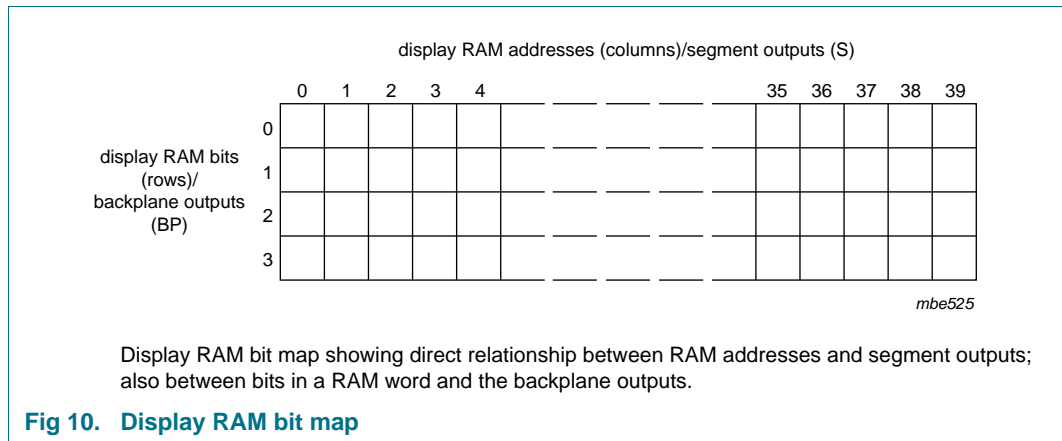 display RAM addresses (columns)/segment outputs (S)
0 1 2 3 4 35 36 37 38 39
0
display RAM bits
(rows)/
1
backplane outputs
2
(BP)
3
mbe525
Display RAM bit map showing direct relationship between RAM addresses and segment outputs;
also between bits in a RAM word and the backplane outputs.
Fig 10. Display RAM bit map